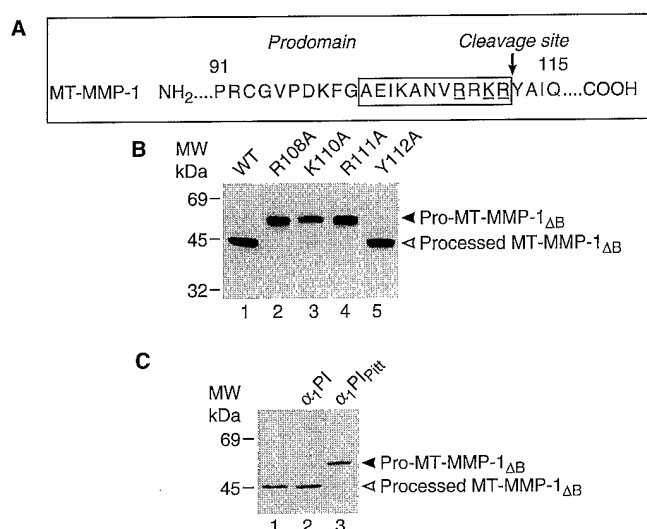 A
Prodomain Cleavage site
91 115
MT-MMP-1 NH2....PRCGVPDKFGAEIKANVRRKRYAIQ....COOH
B
MW
kDa
WT R108A K110A R111A Y112A
69
Pro-MT-MMP-1ΔB
45
Processed MT-MMP-1ΔB
32
1 2 3 4 5
C
MW
kDa
α1PI α1PIPitt
69
Pro-MT-MMP-1ΔB
45
Processed MT-MMP-1ΔB
1 2 3